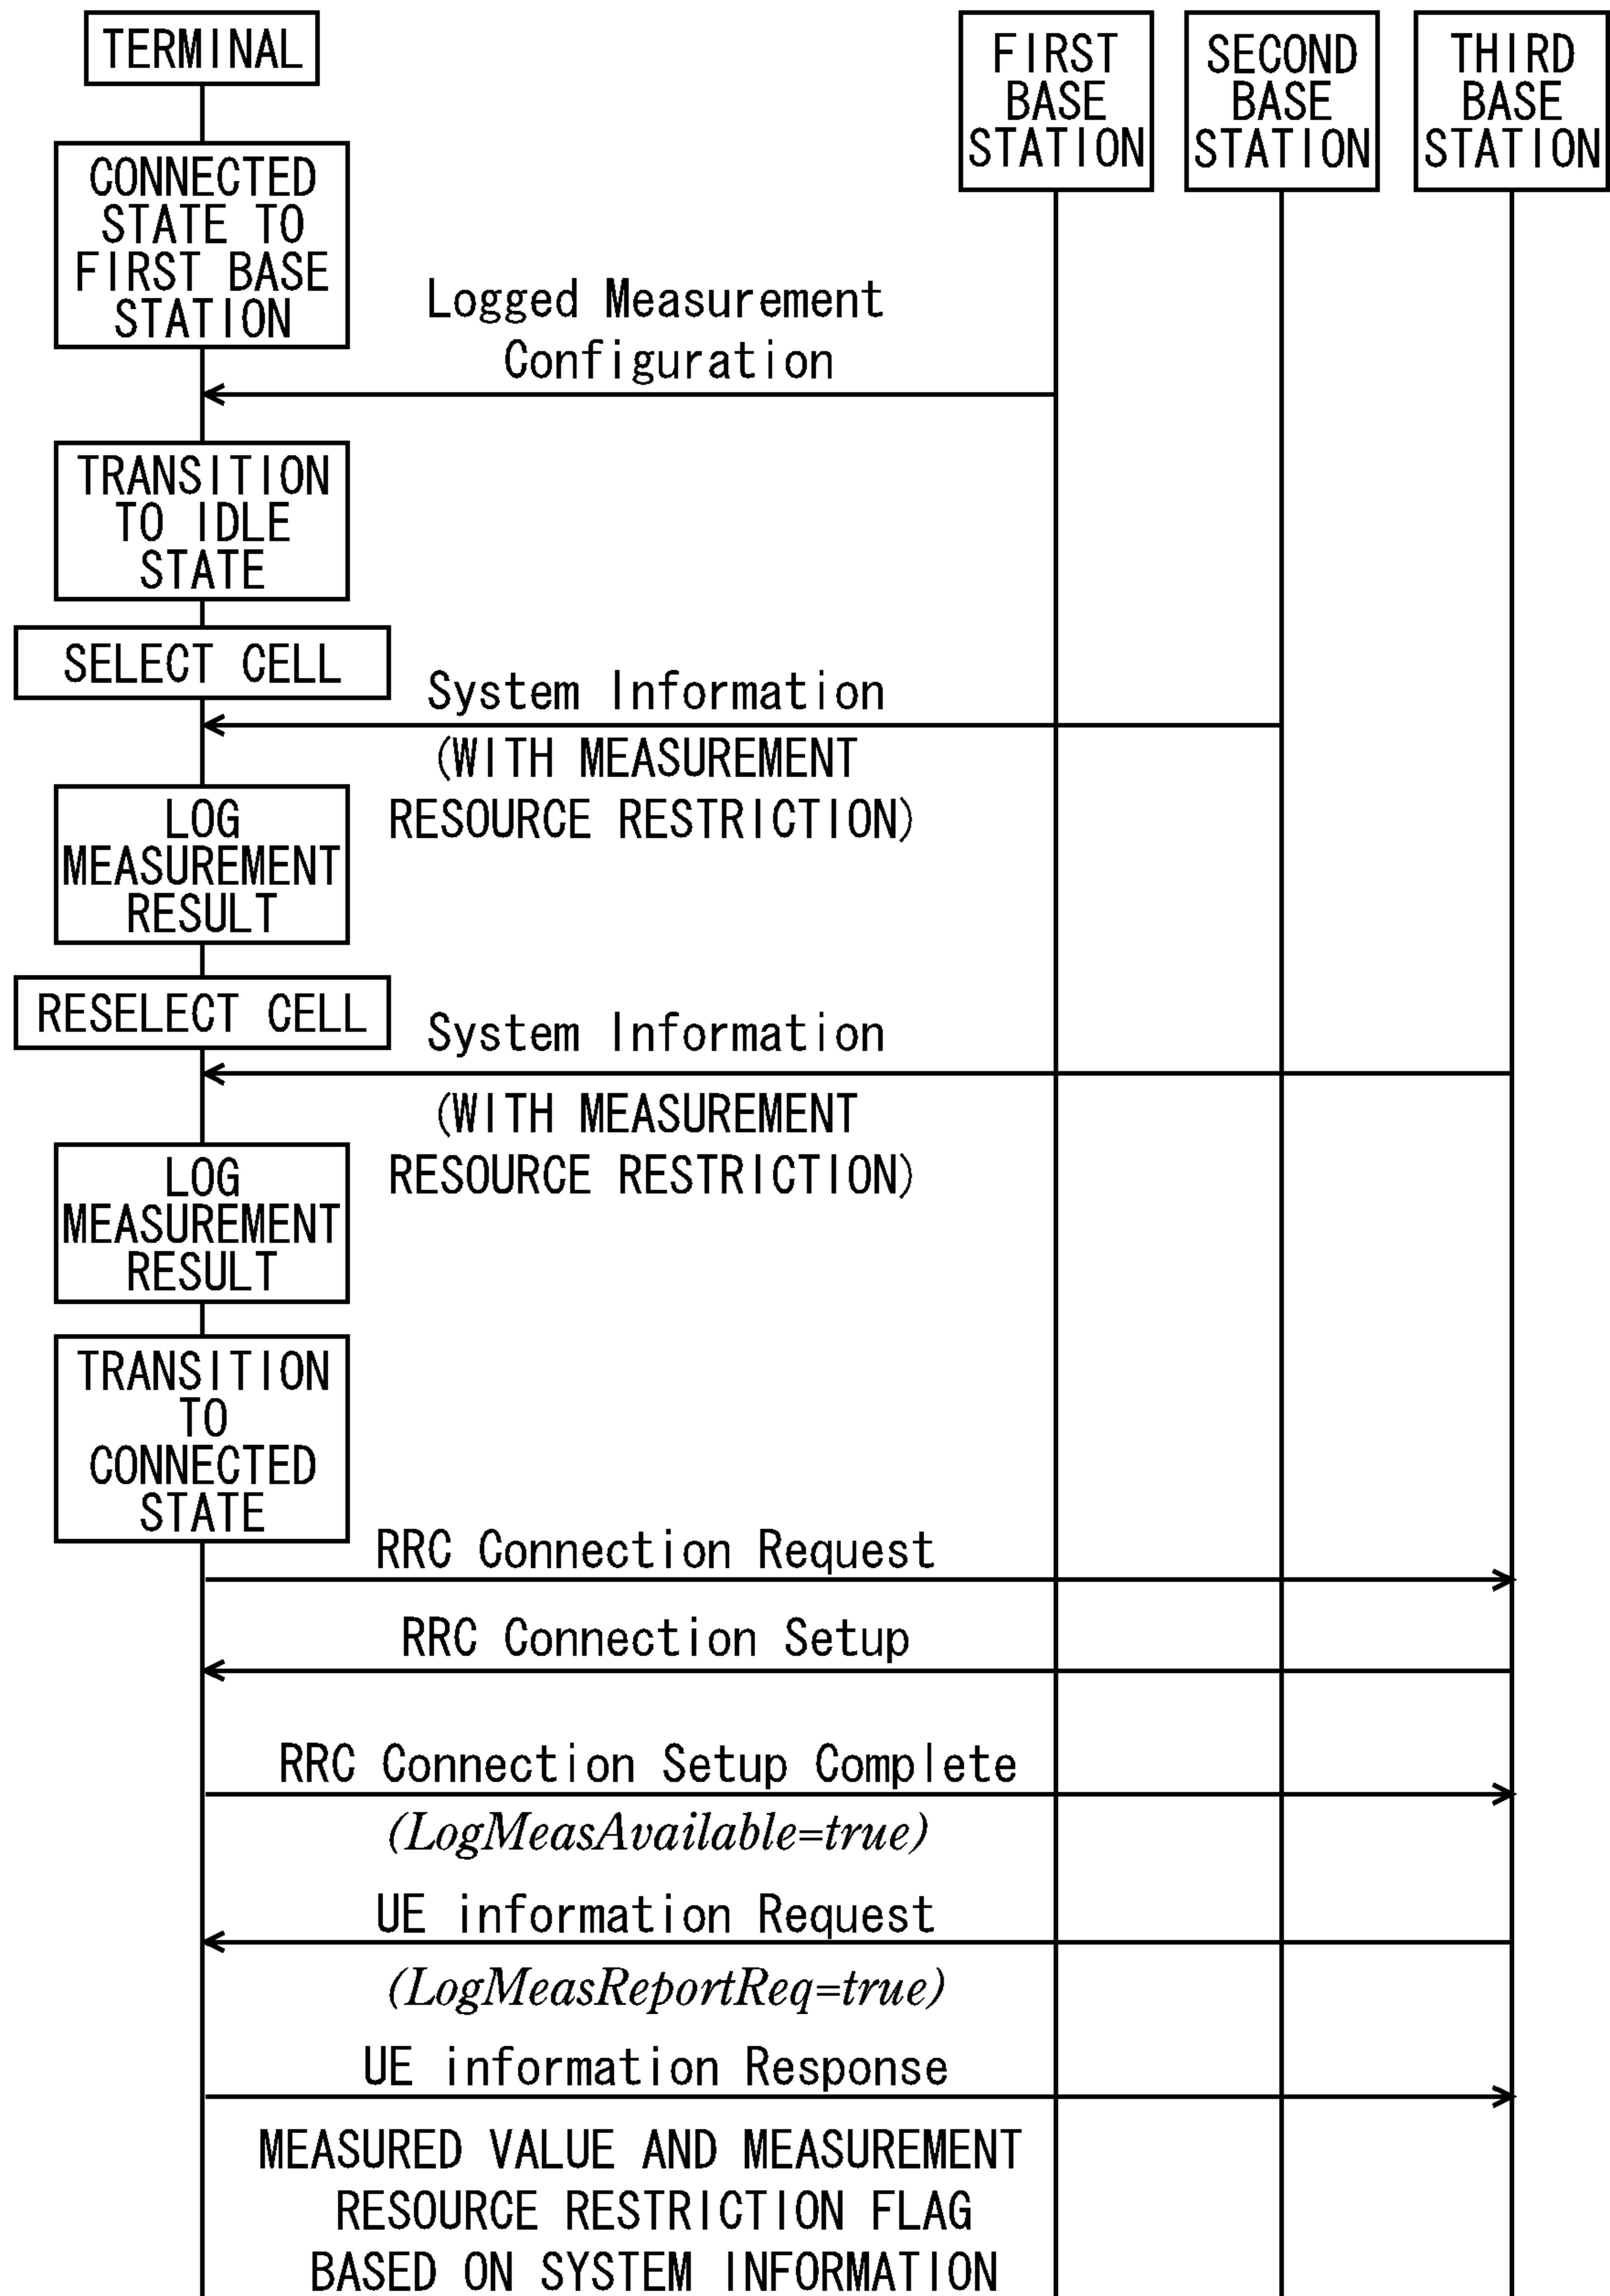 TERMINAL
FIRST
BASE
STATION
SECOND
BASE
STATION
THIRD
BASE
STATION
CONNECTED
STATE TO
FIRST BASE
STATION
Logged Measurement
Configuration
TRANSITION
TO IDLE
STATE
SELECT CELL
System Information
(WITH MEASUREMENT
RESOURCE RESTRICTION)
LOG
MEASUREMENT
RESULT
RESELECT CELL
System Information
(WITH MEASUREMENT
RESOURCE RESTRICTION)
LOG
MEASUREMENT
RESULT
TRANSITION
TO
CONNECTED
STATE
RRC Connection Request
RRC Connection Setup
RRC Connection Setup Complete
(LogMeasAvailable=true)
UE information Request
(LogMeasReportReq=true)
UE information Response
MEASURED VALUE AND MEASUREMENT
RESOURCE RESTRICTION FLAG
BASED ON SYSTEM INFORMATION